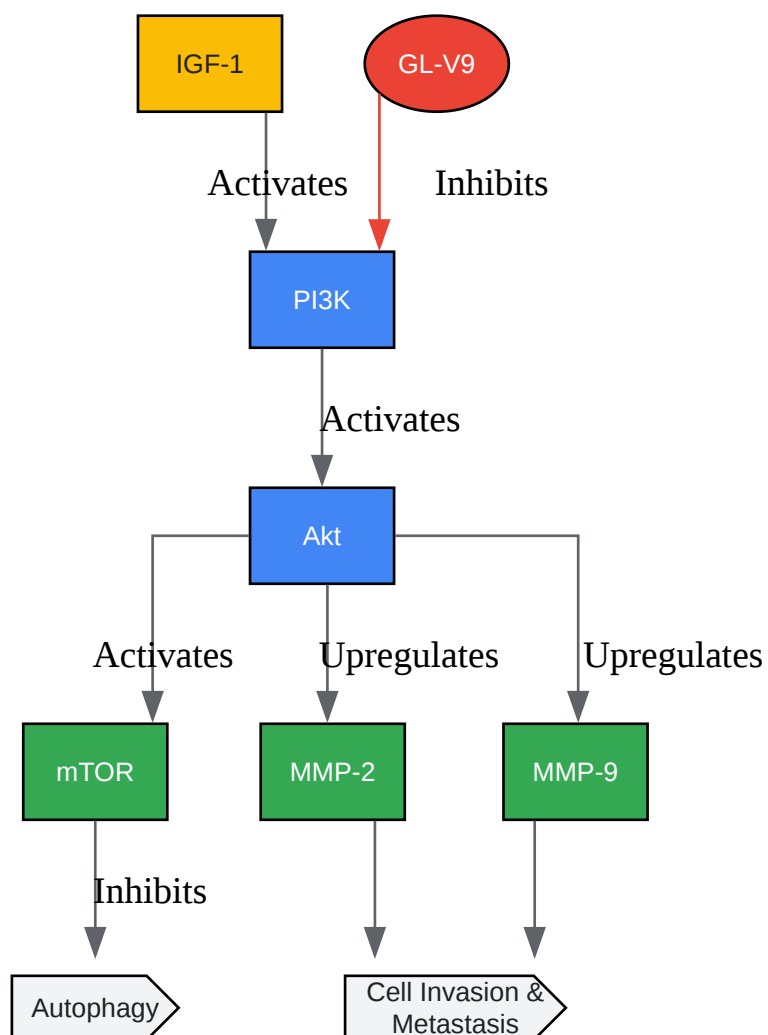 IGF-1
GL-V9
Activates
Inhibits
PI3K
Activates
Akt
Activates
Upregulates
Upregulates
mTOR
MMP-2
MMP-9
Inhibits
Autophagy
Cell Invasion &
Metastasis